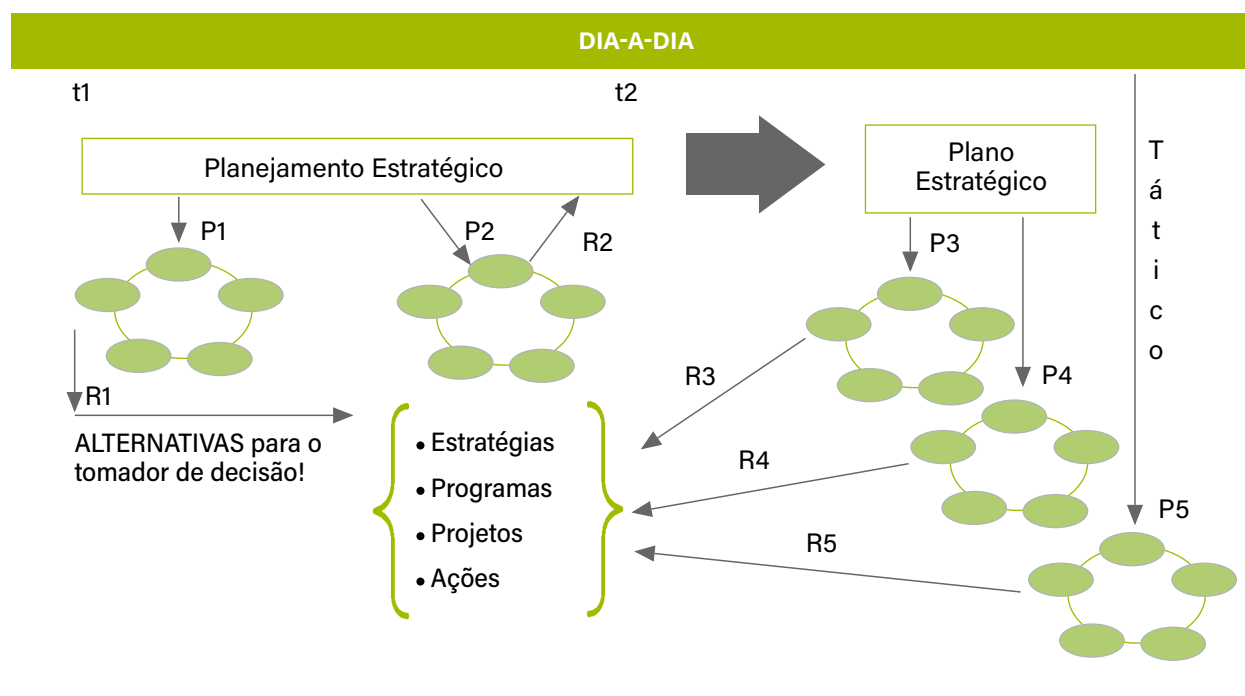 DIA-A-DIA
t1
t2
Planejamento Estratégico
Plano
Estratégico
T
á
t
i
c
o
P1
P2
R2
P3
R1
R3
P4
ALTERNATIVAS para o
tomador de decisão!
• Estratégias
• Programas
• Projetos
• Ações
R4
R5
P5